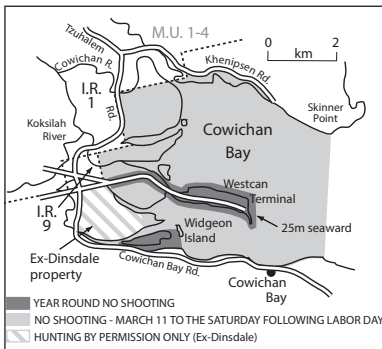 M.U. 1-4
Tzuhalem
Rd.
Cowichan R.
Khenipsen Rd.
0 2
km
I.R.
1
Skinner
Point
Koksilah
River
Cowichan
Bay
Westcan
Terminal
I.R.
9
25m seaward
Widgeon
Island
Ex-Dinsdale
property
Cowichan Bay Rd.
Cowichan
Bay
YEAR ROUND NO SHOOTING
NO SHOOTING - MARCH 11 TO THE SATURDAY FOLLOWING LABOR DAY
HUNTING BY PERMISSION ONLY (Ex-Dinsdale)